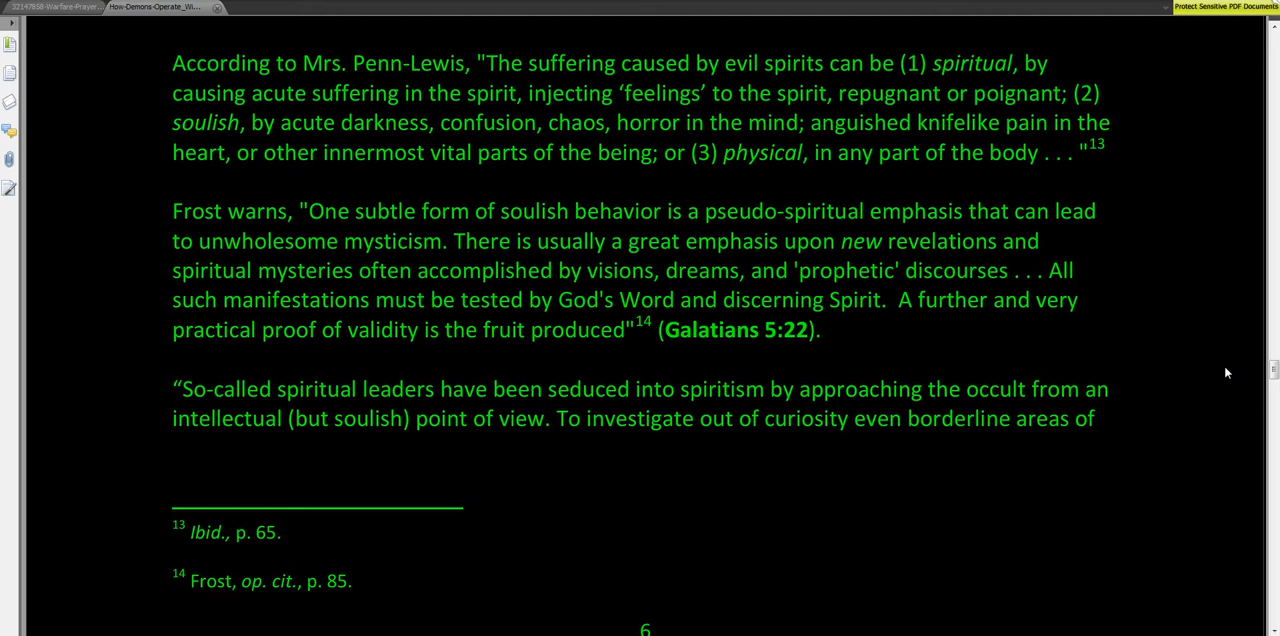 32147858-Warfare-Prayer...
How-Demons-Operate_Wi...
Protect Sensitive PDF Documents
According to Mrs. Penn-Lewis, "The suffering caused by evil spirits can be (1) spiritual, by
causing acute suffering in the spirit, injecting ‘feelings’ to the spirit, repugnant or poignant; (2)
soulish, by acute darkness, confusion, chaos, horror in the mind; anguished knifelike pain in the
heart, or other innermost vital parts of the being; or (3) physical, in any part of the body . . . "13
Frost warns, "One subtle form of soulish behavior is a pseudo-spiritual emphasis that can lead
to unwholesome mysticism. There is usually a great emphasis upon new revelations and
spiritual mysteries often accomplished by visions, dreams, and 'prophetic' discourses . . . All
such manifestations must be tested by God's Word and discerning Spirit.  A further and very
practical proof of validity is the fruit produced"14 (Galatians 5:22).
“So-called spiritual leaders have been seduced into spiritism by approaching the occult from an
intellectual (but soulish) point of view. To investigate out of curiosity even borderline areas of
13 Ibid., p. 65.
14 Frost, op. cit., p. 85.
6